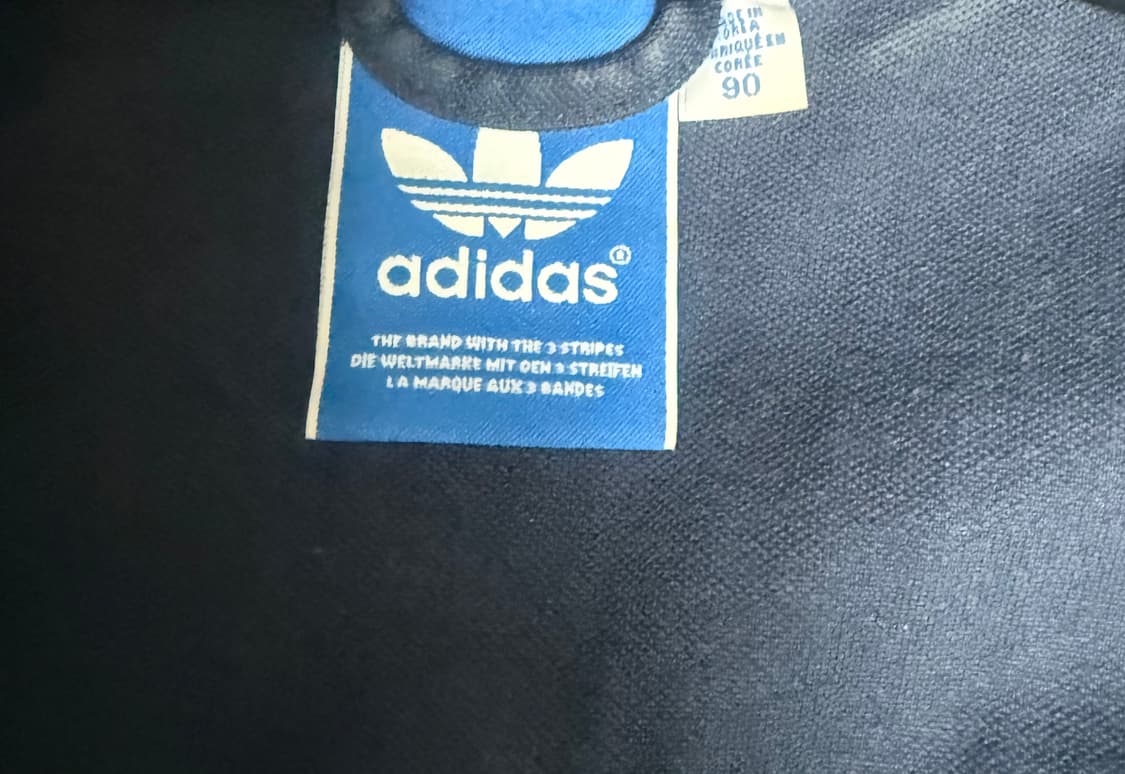 adidas
THE BRAND WITH THE 3 STRIPES
DIE WELTMARKE MIT DEN 3 STREIFEN
LA MARQUE AUX 3 BANDES
CORÉE
90